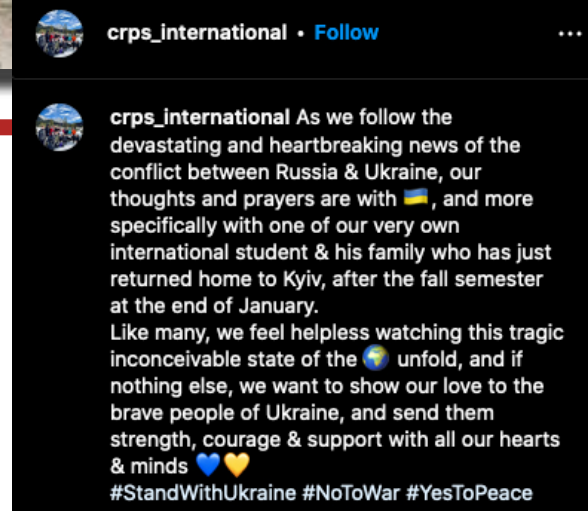 crps_international • Follow
crps_international As we follow the
devastating and heartbreaking news of the
conflict between Russia & Ukraine, our
thoughts and prayers are with 🇺🇦, and more
specifically with one of our very own
international student & his family who has just
returned home to Kyiv, after the fall semester
at the end of January.
Like many, we feel helpless watching this tragic
inconceivable state of the 🌍 unfold, and if
nothing else, we want to show our love to the
brave people of Ukraine, and send them
strength, courage & support with all our hearts
& minds 💙💛
#StandWithUkraine #NoToWar #YesToPeace